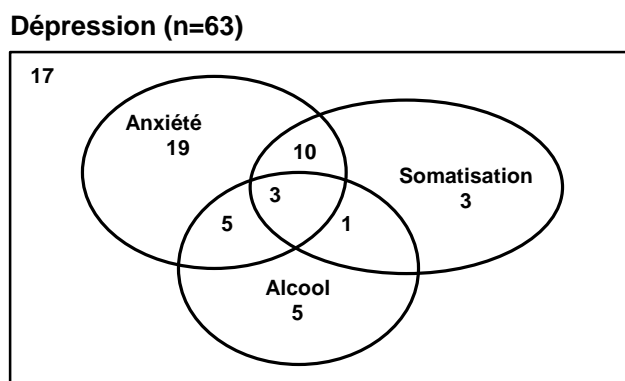 Dépression (n=63)
17
Anxiété
19
10
Somatisation
3
3
5
1
Alcool
5